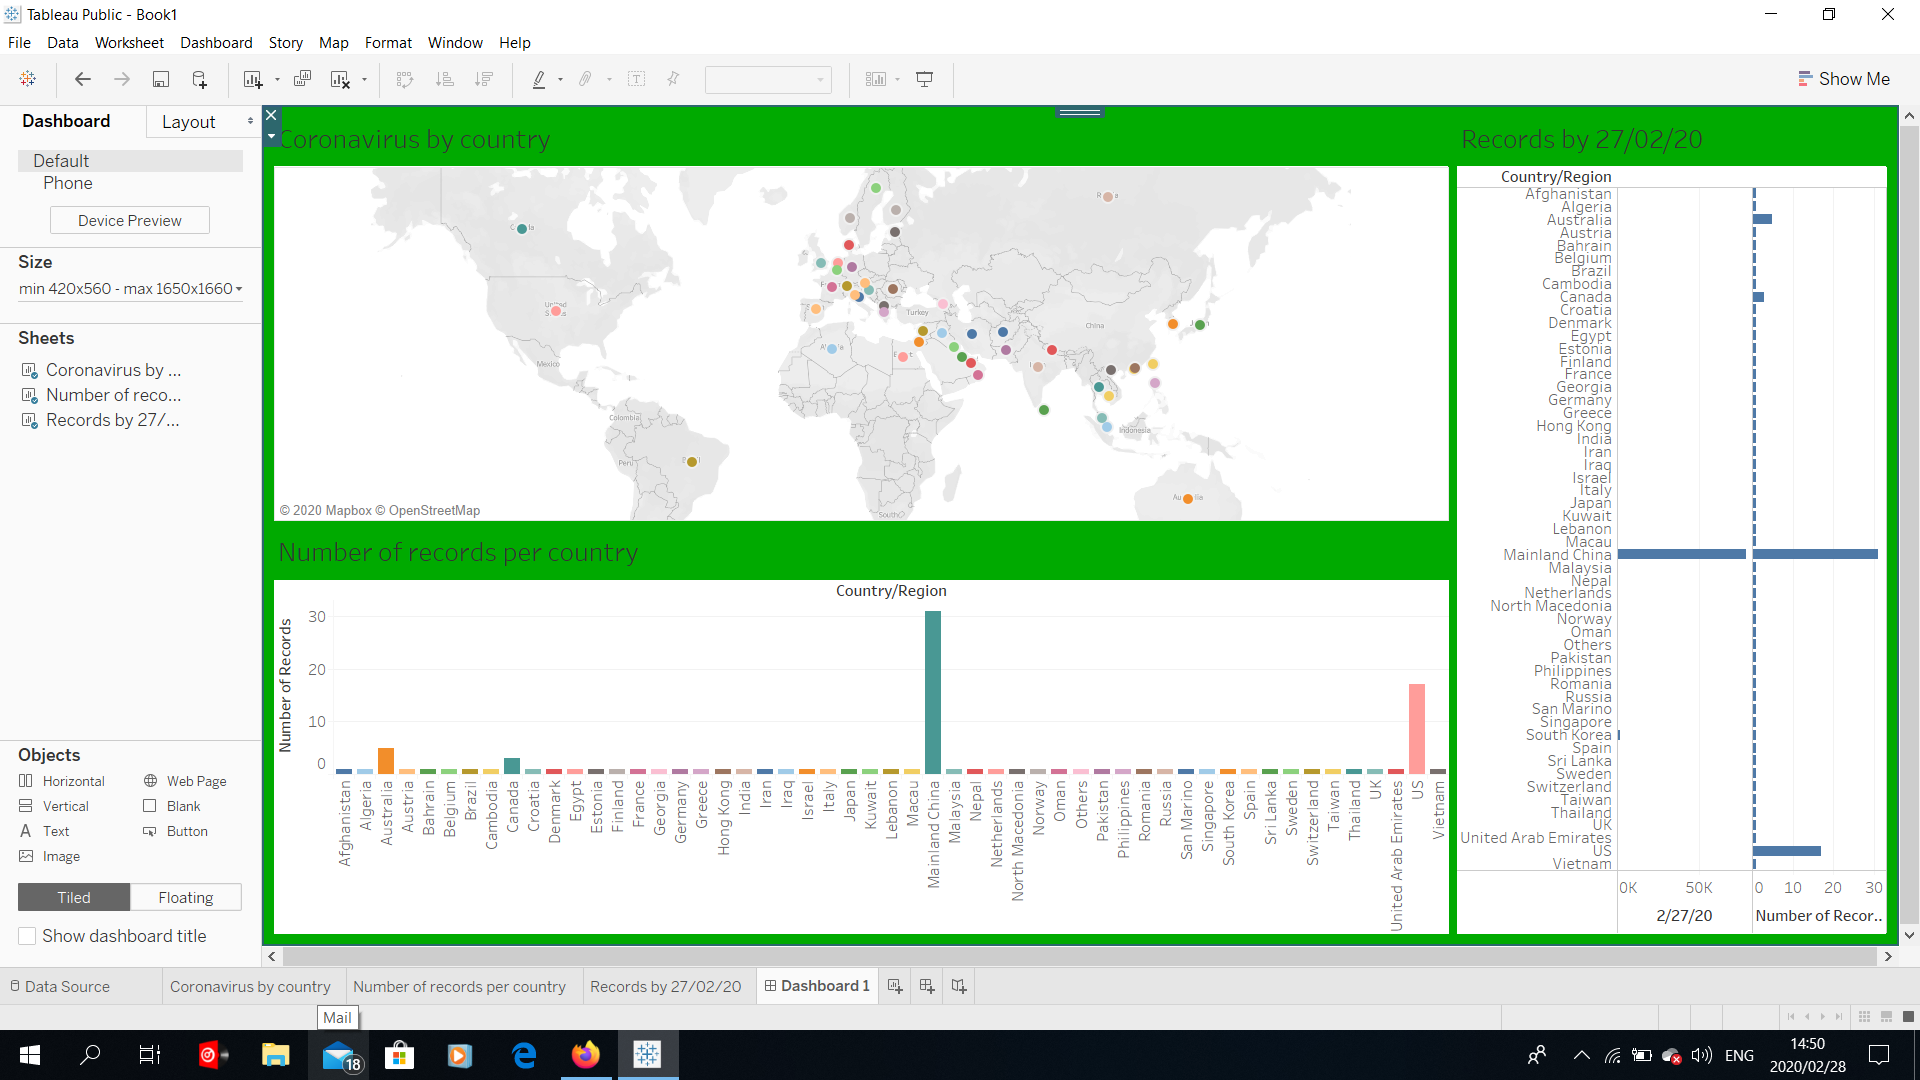 Tableau Public - Book1
File Data Worksheet Dashboard Story Map Format Window Help
Show Me
Dashboard
Layout
Default
Phone
Device Preview
Size
min 420x560 - max 1650x1660
Sheets
Coronavirus by ...
Number of reco...
Records by 27/...
Objects
Horizontal
Web Page
Vertical
Blank
Text
Button
Image
Tiled
Floating
Show dashboard title
Coronavirus by country
Turkey
China
Mexico
Colombia
Peru
Indonesia
© 2020 Mapbox © OpenStreetMap
Number of records per country
Country/Region
Number of Records
30
20
10
0
Afghanistan
Algeria
Australia
Austria
Bahrain
Belgium
Brazil
Cambodia
Canada
Croatia
Denmark
Egypt
Estonia
Finland
France
Georgia
Germany
Greece
Hong Kong
India
Iran
Iraq
Israel
Italy
Japan
Kuwait
Lebanon
Macau
Mainland China
Malaysia
Nepal
Netherlands
North Macedonia
Norway
Oman
Others
Pakistan
Philippines
Romania
Russia
San Marino
Singapore
South Korea
Spain
Sri Lanka
Sweden
Switzerland
Taiwan
Thailand
UK
United Arab Emirates
US
Vietnam
Records by 27/02/20
Country/Region
Afghanistan
Algeria
Australia
Austria
Bahrain
Belgium
Brazil
Cambodia
Canada
Croatia
Denmark
Egypt
Estonia
Finland
France
Georgia
Germany
Greece
Hong Kong
India
Iran
Iraq
Israel
Italy
Japan
Kuwait
Lebanon
Macau
Mainland China
Malaysia
Nepal
Netherlands
North Macedonia
Norway
Oman
Others
Pakistan
Philippines
Romania
Russia
San Marino
Singapore
South Korea
Spain
Sri Lanka
Sweden
Switzerland
Taiwan
Thailand
UK
United Arab Emirates
US
Vietnam
0K 50K
0 10 20 30
2/27/20
Number of Recor..
Data Source
Coronavirus by country
Number of records per country
Records by 27/02/20
Dashboard 1
Mail
18
ENG
14:50
2020/02/28